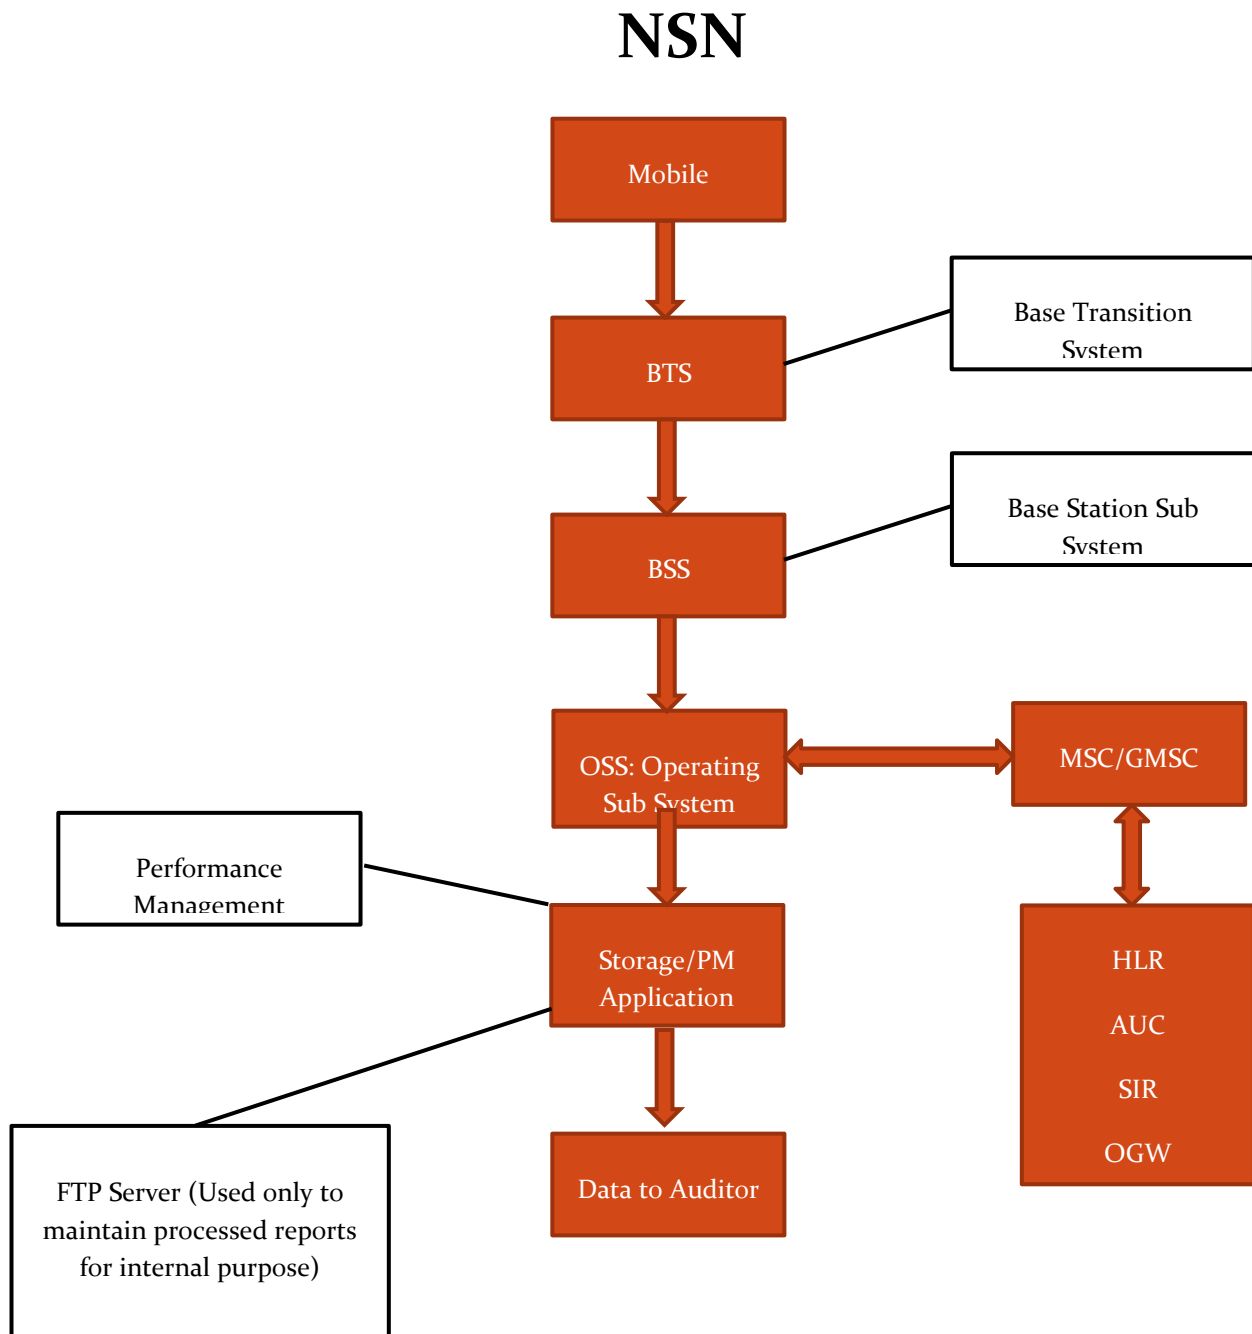 NSN
Mobile
Base Transition
System
BTS
Base Station Sub
System
BSS
OSS: Operating
Sub System
MSC/GMSC
Performance
Management
Storage/PM
Application
HLR
AUC
SIR
OGW
FTP Server (Used only to
maintain processed reports
for internal purpose)
Data to Auditor